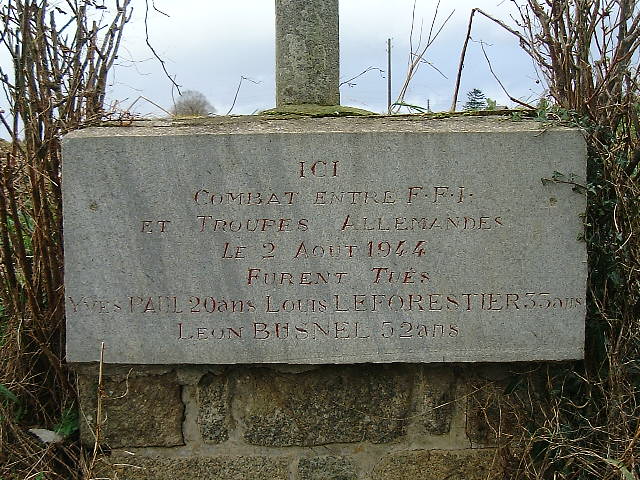 ICI
COMBAT ENTRE F·F·I·
ET TROUPES ALLEMANDES
LE 2 AOUT 1944
FURENT TUÉS
YVES PAUL 20ans LOUIS LEFORESTIER 33ans
LEON BUSNEL 52ans